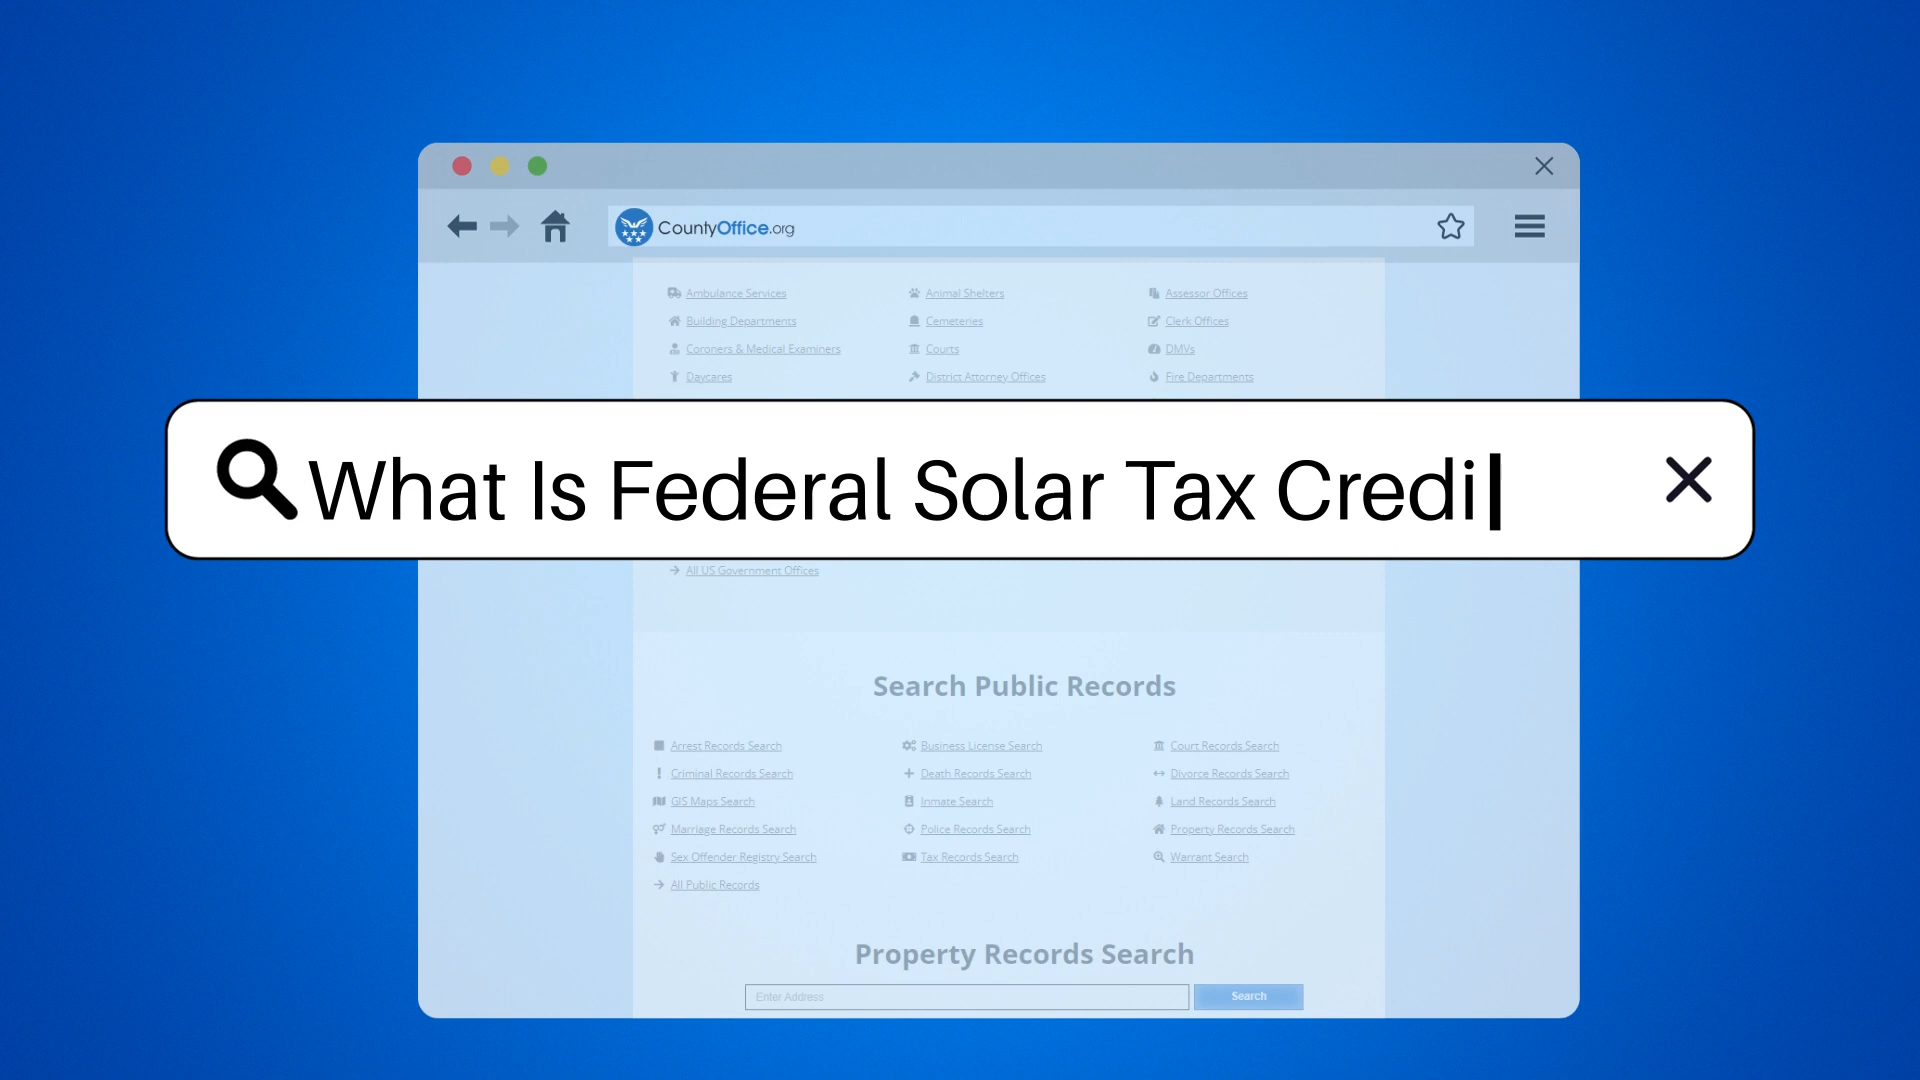 CountyOffice.org
Ambulance Services Animal Shelters Assessor Offices
Building Departments Cemeteries Clerk Offices
Coroners & Medical Examiners Courts DMVs
Daycares District Attorney Offices Fire Departments
What Is Federal Solar Tax Credi
All US Government Offices
Search Public Records
Arrest Records Search Business License Search Court Records Search
Criminal Records Search Death Records Search Divorce Records Search
GIS Maps Search Inmate Search Land Records Search
Marriage Records Search Police Records Search Property Records Search
Sex Offender Registry Search Tax Records Search Warrant Search
All Public Records
Property Records Search
Enter Address Search